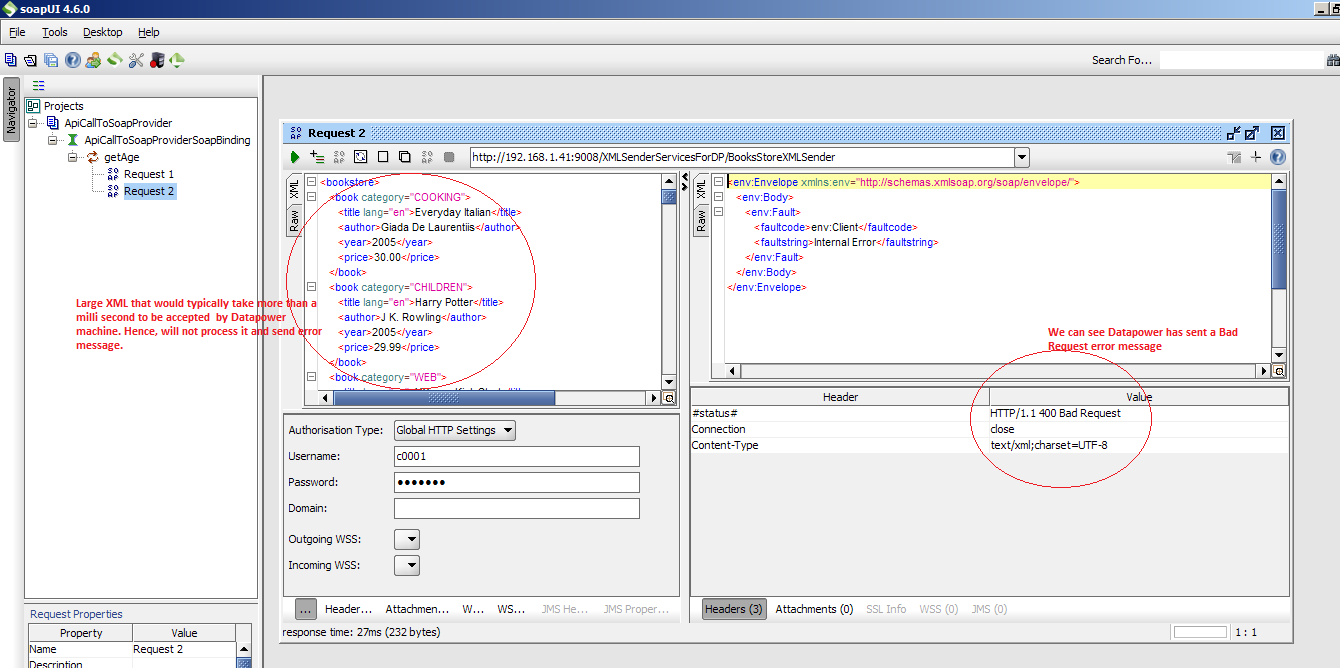 soapUI 4.6.0
File Tools Desktop Help
Search Fo...
Navigator
Projects
ApiCallToSoapProvider
ApiCallToSoapProviderSoapBinding
getAge
Request 1
Request 2
Request 2
http://192.168.1.41:9008/XMLSenderServicesForDP/BooksStoreXMLSender
XML
Raw
<bookstore>
<book category="COOKING">
<title lang="en">Everyday Italian</title>
<author>Giada De Laurentiis</author>
<year>2005</year>
<price>30.00</price>
</book>
<book category="CHILDREN">
<title lang="en">Harry Potter</title>
<author>J K. Rowling</author>
<year>2005</year>
<price>29.99</price>
</book>
<book category="WEB">
Large XML that would typically take more than a
milli second to be accepted by Datapower
machine. Hence, will not process it and send error
message.
XML
Raw
<env:Envelope xmlns:env="http://schemas.xmlsoap.org/soap/envelope/">
<env:Body>
<env:Fault>
<faultcode>env:Client</faultcode>
<faultstring>Internal Error</faultstring>
</env:Fault>
</env:Body>
</env:Envelope>
We can see Datapower has sent a Bad
Request error message
Authorisation Type: Global HTTP Settings
Username: c0001
Password: •••••••
Domain:
Outgoing WSS:
Incoming WSS:
... Header... Attachmen... W... WS... JMS He... JMS Proper...
Header Value
#status# HTTP/1.1 400 Bad Request
Connection close
Content-Type text/xml;charset=UTF-8
Headers (3) Attachments (0) SSL Info WSS (0) JMS (0)
response time: 27ms (232 bytes)
1 : 1
Request Properties
Property Value
Name Request 2
Description